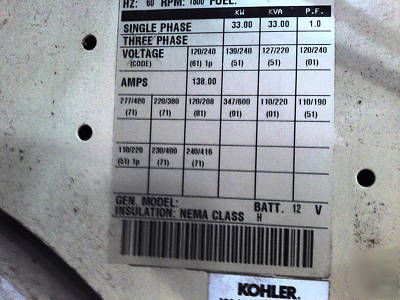 HZ: 60 RPM: 1800 FUEL:
KW KVA P.F.
SINGLE PHASE 33.00 33.00 1.0
THREE PHASE
VOLTAGE 120/240 139/240 127/220 120/240
(CODE) (61) 1p (51) (51) (01)
AMPS 138.00
277/480 220/380 120/208 347/600 110/220 110/190
(71) (71) (81) (91) (01) (51)
110/220 230/400 240/416
(51) 1p (71) (71)
GEN. MODEL:
BATT. 12 V
INSULATION: NEMA CLASS H
KOHLER